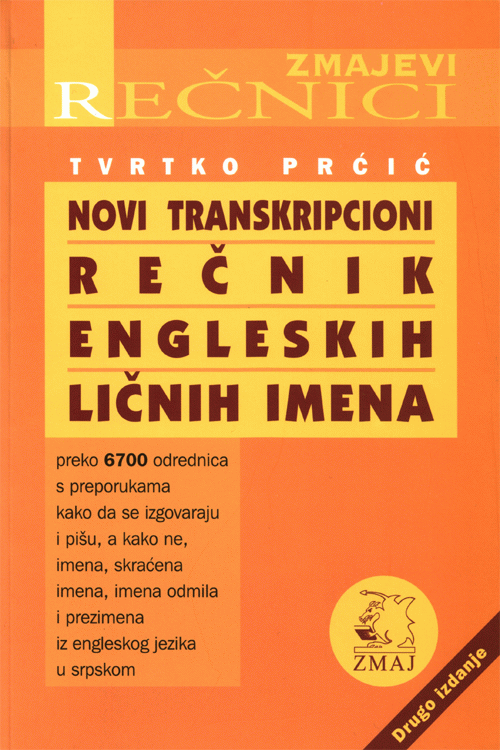 ZMAJEVI
REČNICI
TVRTKO PRĆIĆ
NOVI TRANSKRIPCIONI
REČNIK
ENGLESKIH
LIČNIH IMENA
preko 6700 odrednica
s preporukama
kako da se izgovaraju
i pišu, a kako ne,
imena, skraćena
imena, imena odmila
i prezimena
iz engleskog jezika
u srpskom
ZMAJ
Drugo izdanje